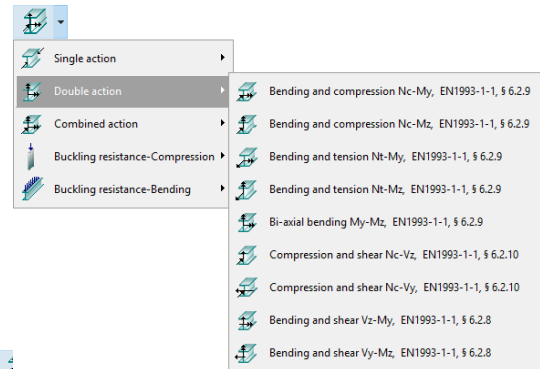 Single action
Double action
Combined action
Buckling resistance-Compression
Buckling resistance-Bending
Bending and compression Nc-My, EN1993-1-1, § 6.2.9
Bending and compression Nc-Mz, EN1993-1-1, § 6.2.9
Bending and tension Nt-My, EN1993-1-1, § 6.2.9
Bending and tension Nt-Mz, EN1993-1-1, § 6.2.9
Bi-axial bending My-Mz, EN1993-1-1, § 6.2.9
Compression and shear Nc-Vz, EN1993-1-1, § 6.2.10
Compression and shear Nc-Vy, EN1993-1-1, § 6.2.10
Bending and shear Vz-My, EN1993-1-1, § 6.2.8
Bending and shear Vy-Mz, EN1993-1-1, § 6.2.8